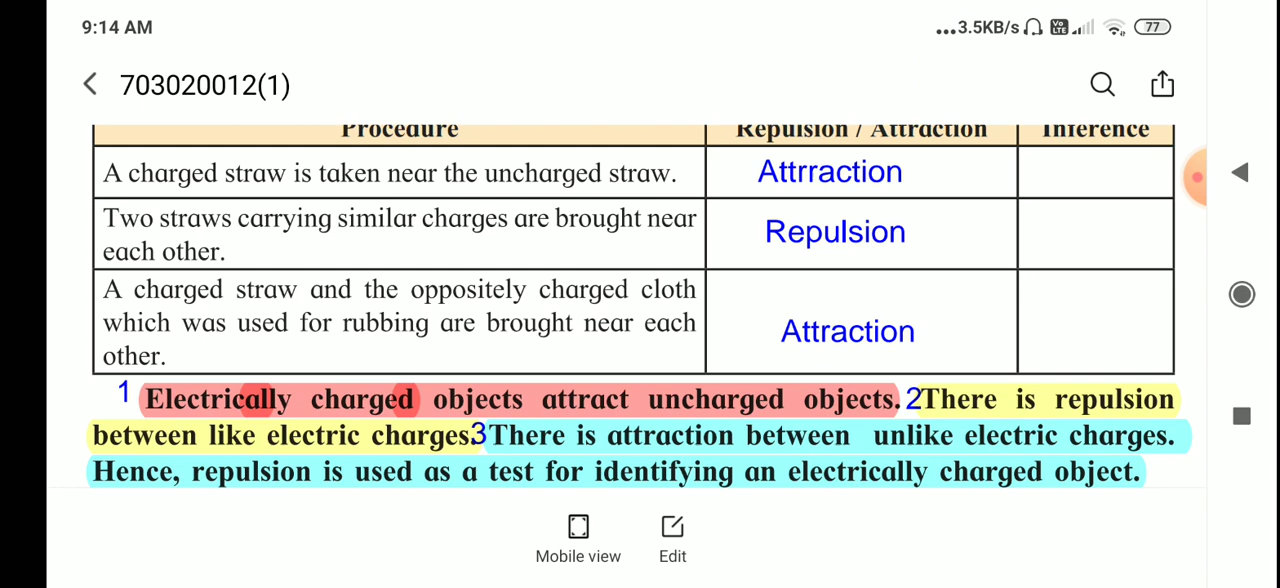 9:14 AM
...3.5KB/s Vo LTE 77
703020012(1)
Procedure Repulsion / Attraction Inference
A charged straw is taken near the uncharged straw. Attrraction
Two straws carrying similar charges are brought near
each other. Repulsion
A charged straw and the oppositely charged cloth
which was used for rubbing are brought near each
other. Attraction
1 Electrically charged objects attract uncharged objects. 2There is repulsion
between like electric charges.3There is attraction between unlike electric charges.
Hence, repulsion is used as a test for identifying an electrically charged object.
Mobile view Edit